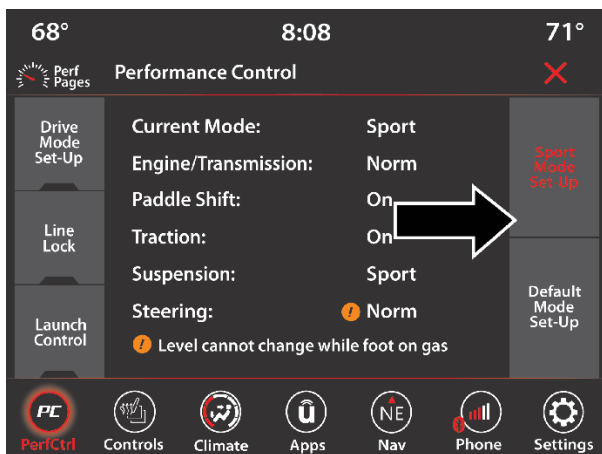 68° 8:08 71°
Perf
Pages
Performance Control
Drive
Mode
Set-Up
Line
Lock
Launch
Control
Current Mode: Sport
Engine/Transmission: Norm
Paddle Shift: On
Traction: On
Suspension: Sport
Steering: ! Norm
! Level cannot change while foot on gas
Sport
Mode
Set-Up
Default
Mode
Set-Up
PC
PerfCtrl
Controls
Climate
û
Apps
NE
Nav
Phone
Settings